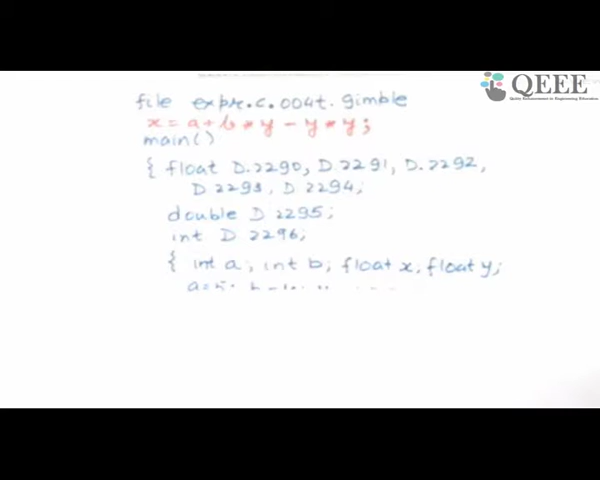 QEEE
file expr.c.004t.gimble
x = a + b * y - y * y;
main()
{ float D.2290, D.2291, D.2292,
D 2293, D 2294;
double D 2295;
int D 2296;
{ int a; int b; float x, float y;